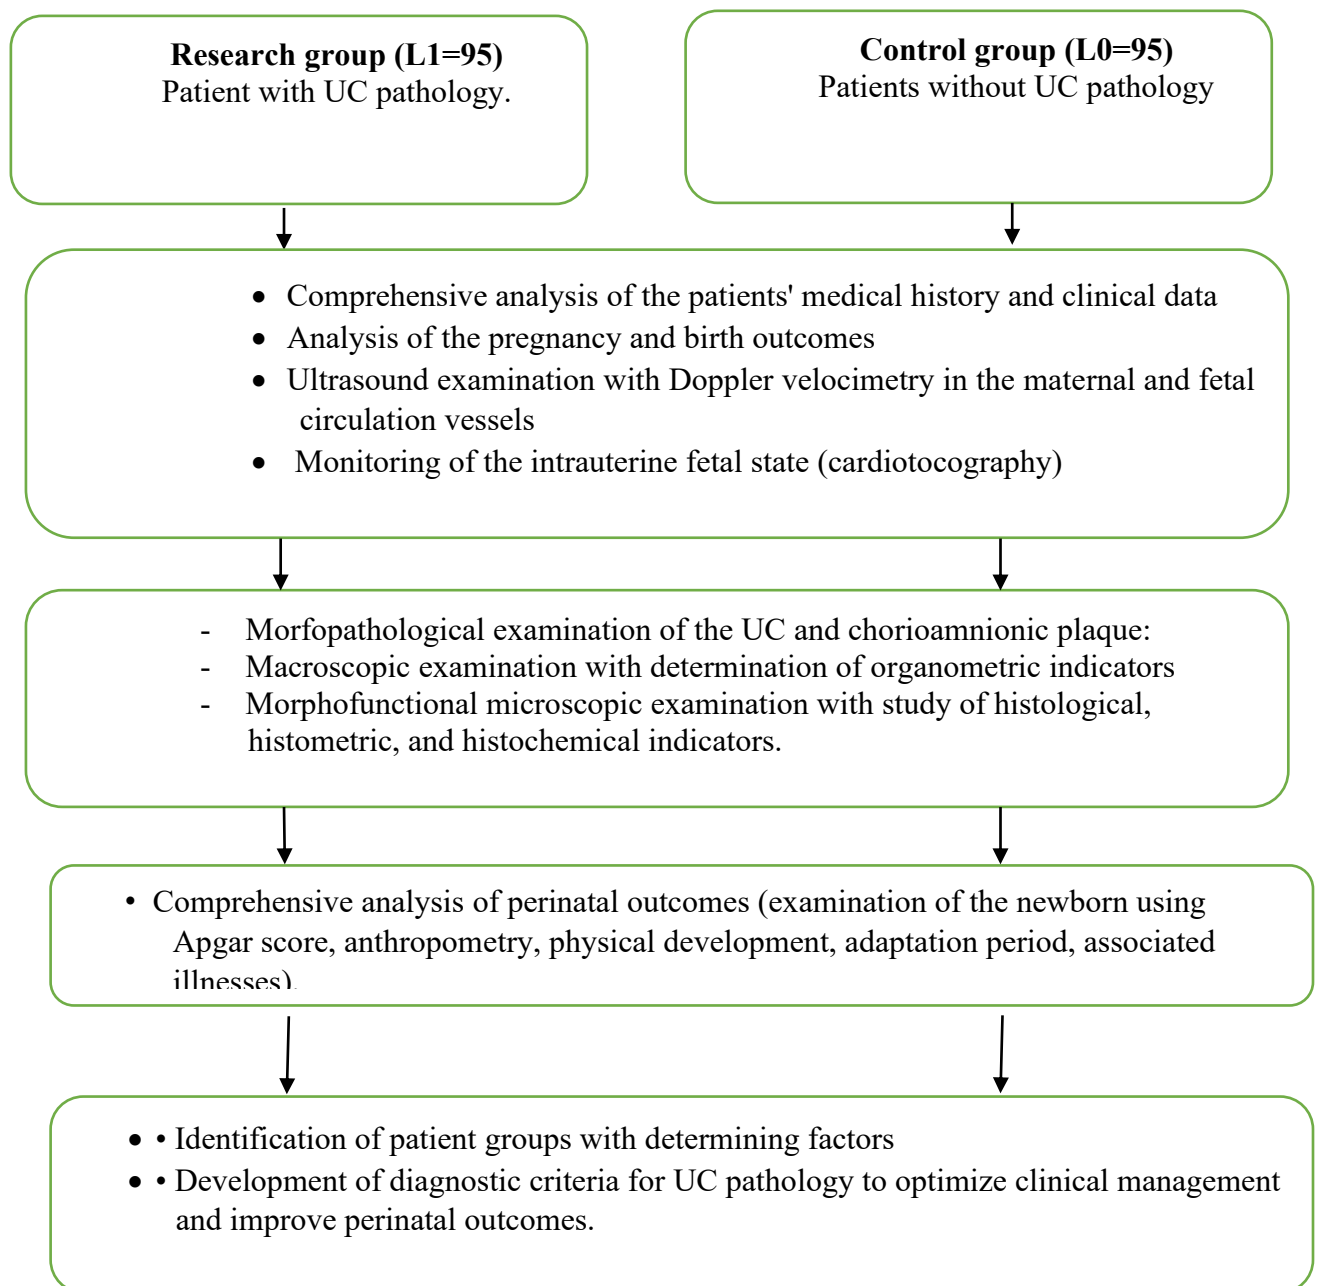 Research group (L1=95)
Patient with UC pathology.
Control group (L0=95)
Patients without UC pathology
• Comprehensive analysis of the patients' medical history and clinical data
• Analysis of the pregnancy and birth outcomes
• Ultrasound examination with Doppler velocimetry in the maternal and fetal
circulation vessels
• Monitoring of the intrauterine fetal state (cardiotocography)
- Morfopathological examination of the UC and chorioamnionic plaque:
- Macroscopic examination with determination of organometric indicators
- Morphofunctional microscopic examination with study of histological,
histometric, and histochemical indicators.
• Comprehensive analysis of perinatal outcomes (examination of the newborn using
Apgar score, anthropometry, physical development, adaptation period, associated
illnesses).
• • Identification of patient groups with determining factors
• • Development of diagnostic criteria for UC pathology to optimize clinical management
and improve perinatal outcomes.